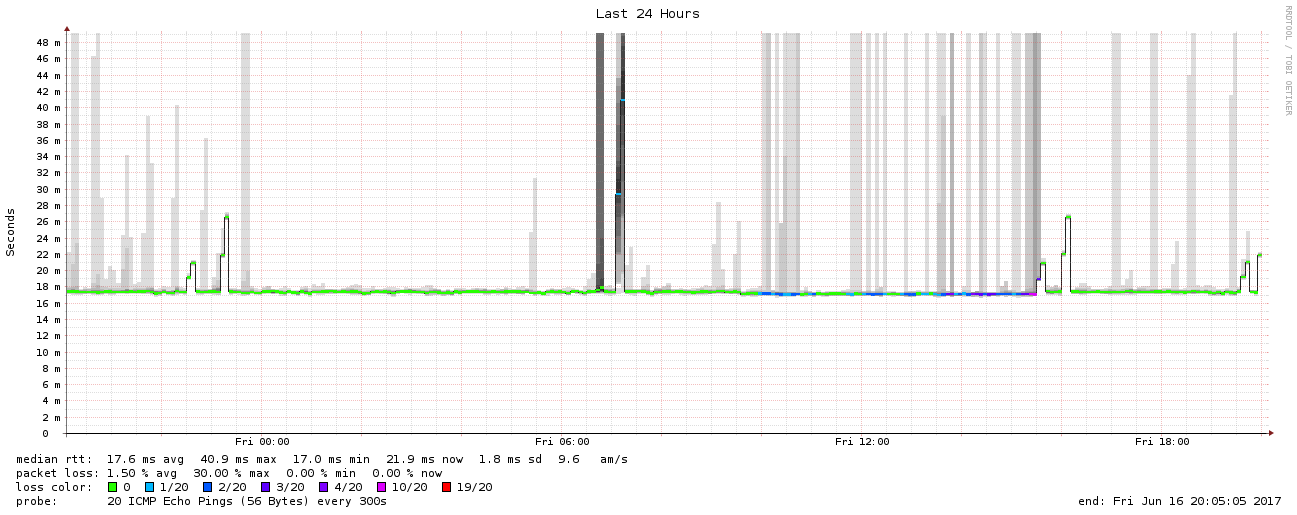 Last 24 Hours
RRDTOOL / TOBI OETIKER
Seconds
48 m
46 m
44 m
42 m
40 m
38 m
36 m
34 m
32 m
30 m
28 m
26 m
24 m
22 m
20 m
18 m
16 m
14 m
12 m
10 m
8 m
6 m
4 m
2 m
0
Fri 00:00 Fri 06:00 Fri 12:00 Fri 18:00
median rtt: 17.6 ms avg 40.9 ms max 17.0 ms min 21.9 ms now 1.8 ms sd 9.6 am/s
packet loss: 1.50 % avg 30.00 % max 0.00 % min 0.00 % now
loss color: 0 1/20 2/20 3/20 4/20 10/20 19/20
probe: 20 ICMP Echo Pings (56 Bytes) every 300s end: Fri Jun 16 20:05:05 2017